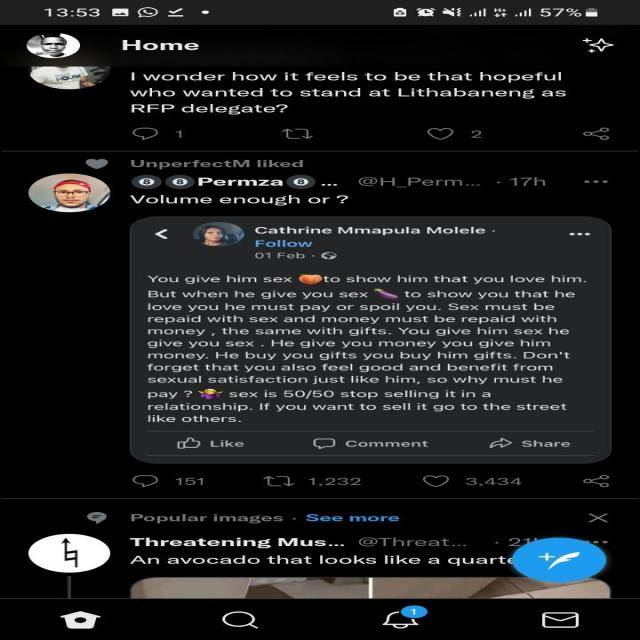 13:53
57%
Home
I wonder how it feels to be that hopeful
who wanted to stand at Lithabaneng as
RFP delegate?
1
2
UnperfectM liked
8 8 Permza 8 ... @H_Perm... · 17h
Volume enough or ?
Cathrine Mmapula Molele ·
Follow
01 Feb ·
You give him sex 🍑to show him that you love him.
But when he give you sex 🍆 to show you that he
love you he must pay or spoil you. Sex must be
repaid with sex and money must be repaid with
money , the same with gifts. You give him sex he
give you sex . He give you money you give him
money. He buy you gifts you buy him gifts. Don't
forget that you also feel good and benefit from
sexual satisfaction just like him, so why must he
pay ? 🤷‍♀️ sex is 50/50 stop selling it in a
relationship. If you want to sell it go to the street
like others.
Like Comment Share
151 1,232 3,434
Popular images · See more
Threatening Mus... @Threat... · 21
An avocado that looks like a quarte
1